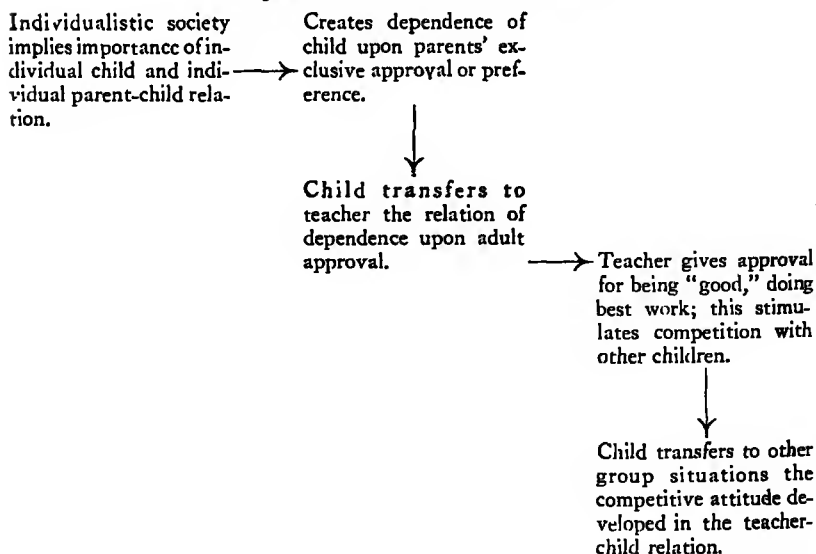 Individualistic society
implies importance of in-
dividual child and indi-
vidual parent-child rela-
tion.
Creates dependence of
child upon parents' ex-
clusive approval or pref-
erence.
Child transfers to
teacher the relation of
dependence upon adult
approval.
Teacher gives approval
for being "good," doing
best work; this stimu-
lates competition with
other children.
Child transfers to other
group situations the
competitive attitude de-
veloped in the teacher-
child relation.